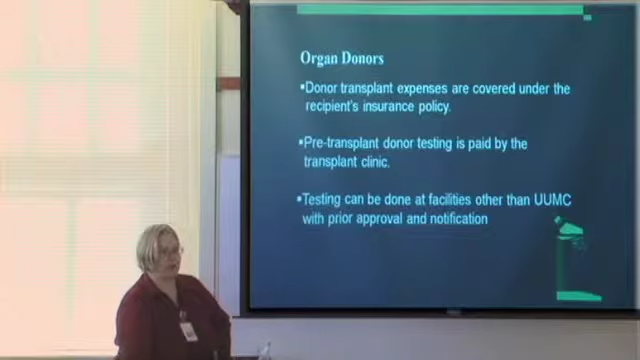 Organ Donors
▪Donor transplant expenses are covered under the
recipient's insurance policy.
▪Pre-transplant donor testing is paid by the
transplant clinic.
▪Testing can be done at facilities other than UUMC
with prior approval and notification